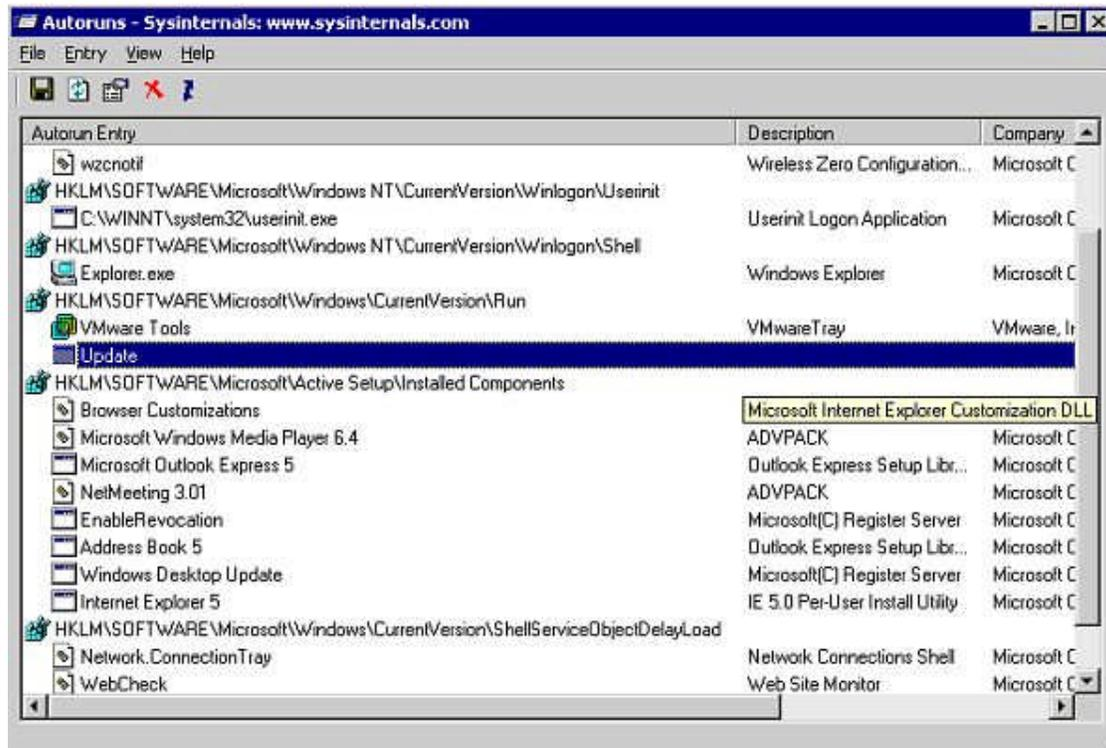 Autoruns - Sysinternals: www.sysinternals.com
File Entry View Help
Autorun Entry Description Company
wzcnotif Wireless Zero Configuration... Microsoft C
HKLM\SOFTWARE\Microsoft\Windows NT\CurrentVersion\Winlogon\Userinit
C:\WINNT\system32\userinit.exe Userinit Logon Application Microsoft C
HKLM\SOFTWARE\Microsoft\Windows NT\CurrentVersion\Winlogon\Shell
Explorer.exe Windows Explorer Microsoft C
HKLM\SOFTWARE\Microsoft\Windows\CurrentVersion\Run
VMware Tools VMwareTray VMware, Ir
Update
HKLM\SOFTWARE\Microsoft\Active Setup\Installed Components
Browser Customizations Microsoft Internet Explorer Customization DLL
Microsoft Windows Media Player 6.4 ADVPACK Microsoft C
Microsoft Outlook Express 5 Outlook Express Setup Libr... Microsoft C
NetMeeting 3.01 ADVPACK Microsoft C
EnableRevocation Microsoft(C) Register Server Microsoft C
Address Book 5 Outlook Express Setup Libr... Microsoft C
Windows Desktop Update Microsoft(C) Register Server Microsoft C
Internet Explorer 5 IE 5.0 Per-User Install Utility Microsoft C
HKLM\SOFTWARE\Microsoft\Windows\CurrentVersion\ShellServiceObjectDelayLoad
Network.ConnectionTray Network Connections Shell Microsoft C
WebCheck Web Site Monitor Microsoft C